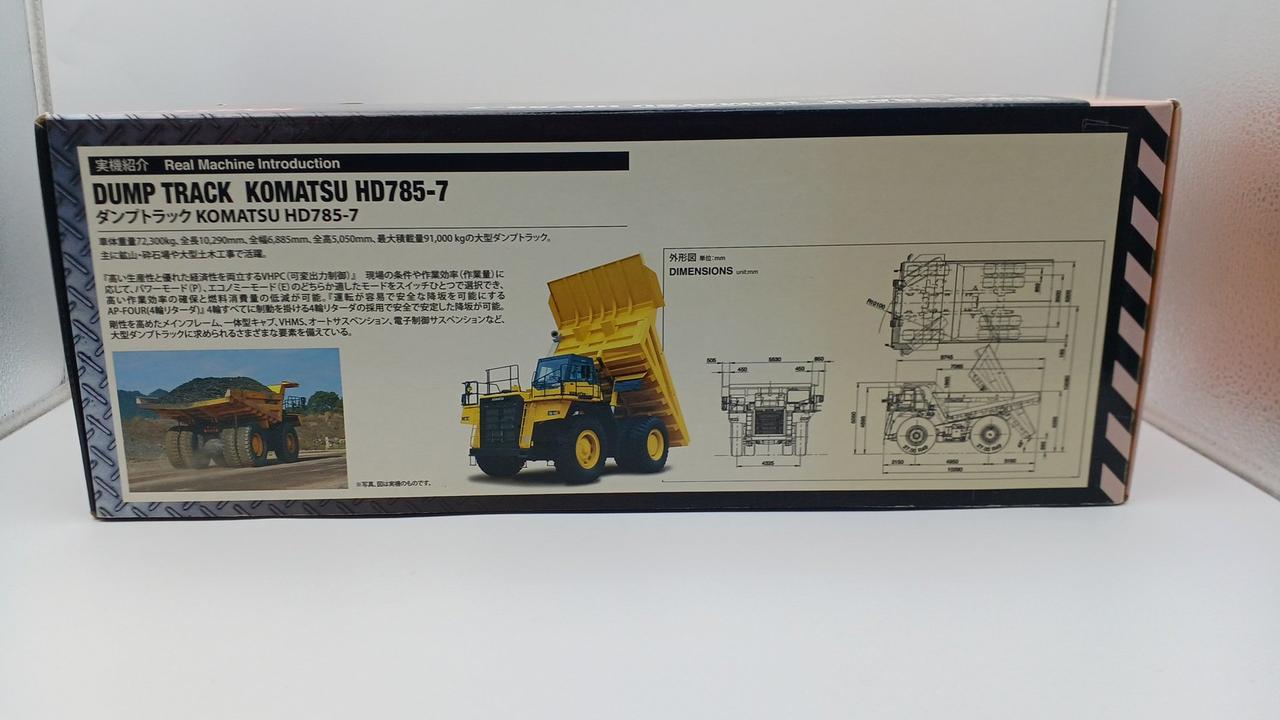 実機紹介 Real Machine Introduction
DUMP TRACK KOMATSU HD785-7
ダンプトラック KOMATSU HD785-7
車体重量72,300kg、全長10,290mm、全幅6,885mm、全高5,050mm、最大積載量91,000 kgの大型ダンプトラック。
主に鉱山・砕石場や大型土木工事で活躍。
『高い生産性と優れた経済性を両立するVHPC(可変出力制御)』 現場の条件や作業効率(作業量)に
応じて、パワーモード(P)、エコノミーモード(E)のどちらか適したモードをスイッチひとつで選択でき、
高い作業効率の確保と燃料消費量の低減が可能。『運転が容易で安全な降坂を可能にする
AP-FOUR(4輪リターダ)』4輪すべてに制動を掛ける4輪リターダの採用で安全で安定した降坂が可能。
剛性を高めたメインフレーム、一体型キャブ、VHMS、オートサスペンション、電子制御サスペンションなど、
大型ダンプトラックに求められるさまざまな要素を備えている。
※写真、図は実機のものです。
外形図 単位:mm
DIMENSIONS unit:mm
505 5530 850
450 450
4325
R10100
9745
7065
2150 4950 3190
10290